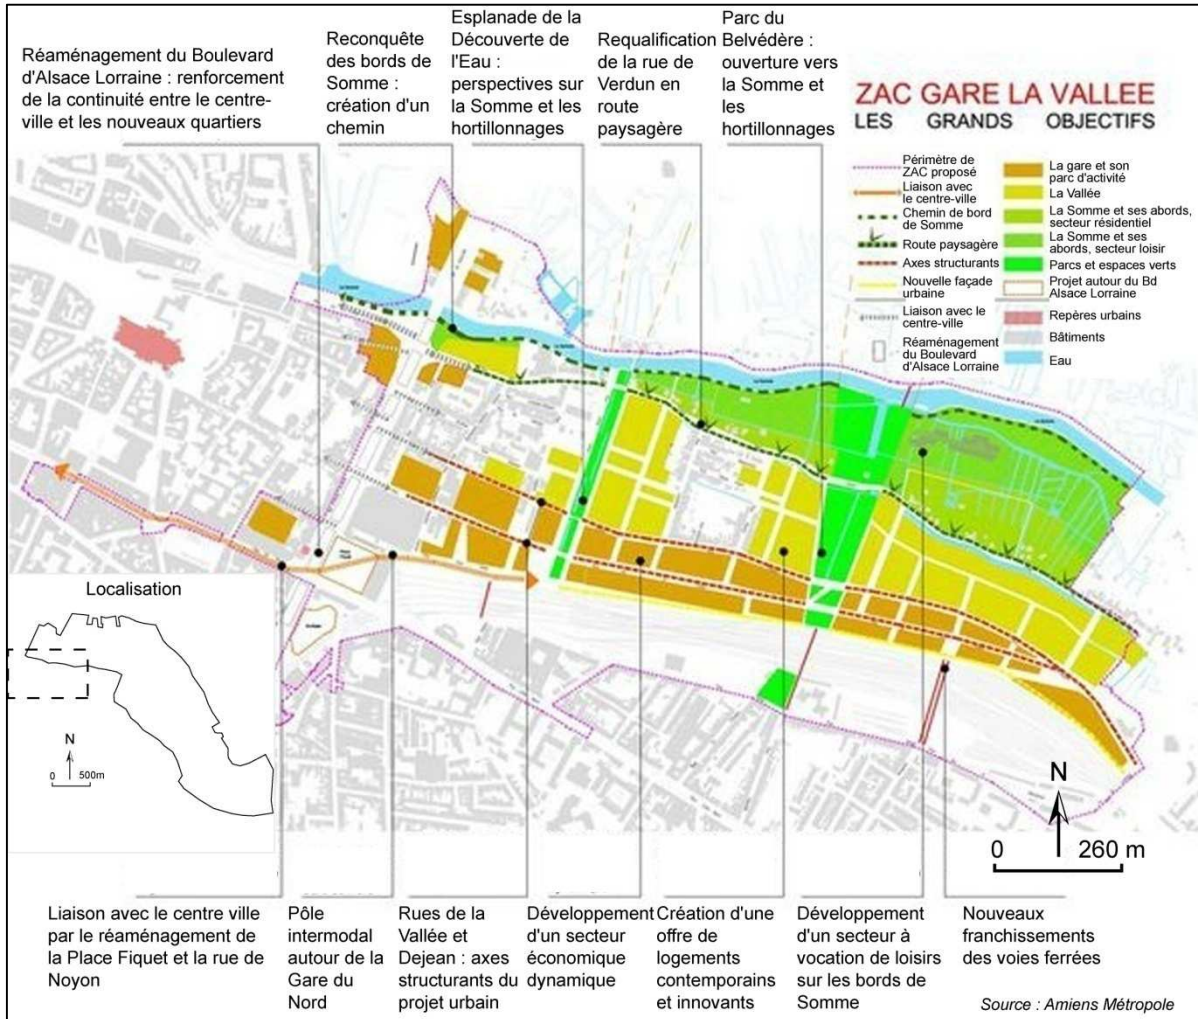 Réaménagement du Boulevard
d'Alsace Lorraine : renforcement
de la continuité entre le centre-
ville et les nouveaux quartiers
Reconquête
des bords de
Somme :
création d'un
chemin
Esplanade de la
Découverte de
l'Eau :
perspectives sur
la Somme et les
hortillonnages
Requalification
de la rue de
Verdun en
route
paysagère
Parc du
Belvédère :
ouverture vers
la Somme et
les
hortillonnages
ZAC GARE LA VALLEE
LES GRANDS OBJECTIFS
Périmètre de
ZAC proposé
Liaison avec
le centre-ville
Chemin de bord
de Somme
Route paysagère
Axes structurants
Nouvelle façade
urbaine
Liaison avec le
centre-ville
Réaménagement
du Boulevard
d'Alsace Lorraine
La gare et son
parc d'activité
La Vallée
La Somme et ses abords,
secteur résidentiel
La Somme et ses
abords, secteur loisir
Parcs et espaces verts
Projet autour du Bd
Alsace Lorraine
Repères urbains
Bâtiments
Eau
Localisation
N
0 500m
N
0 260 m
Liaison avec le centre ville
par le réaménagement de
la Place Fiquet et la rue de
Noyon
Pôle
intermodal
autour de la
Gare du
Nord
Rues de la
Vallée et
Dejean : axes
structurants du
projet urbain
Développement
d'un secteur
économique
dynamique
Création d'une
offre de
logements
contemporains
et innovants
Développement
d'un secteur à
vocation de loisirs
sur les bords de
Somme
Nouveaux
franchissements
des voies ferrées
Source : Amiens Métropole